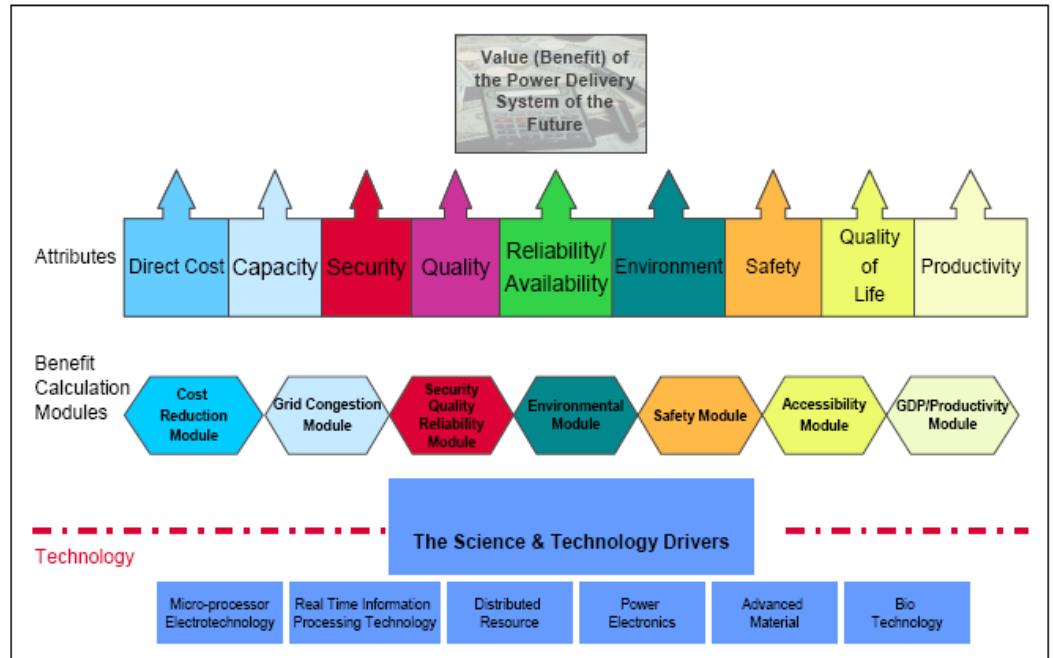 Value (Benefit) of
the Power Delivery
System of the
Future
Attributes
Direct Cost
Capacity
Security
Quality
Reliability/
Availability
Environment
Safety
Quality
of
Life
Productivity
Benefit
Calculation
Modules
Cost
Reduction
Module
Grid Congestion
Module
Security
Quality
Reliability
Module
Environmental
Module
Safety Module
Accessibility
Module
GDP/Productivity
Module
The Science & Technology Drivers
Technology
Micro-processor
Electrotechnology
Real Time Information
Processing Technology
Distributed
Resource
Power
Electronics
Advanced
Material
Bio
Technology